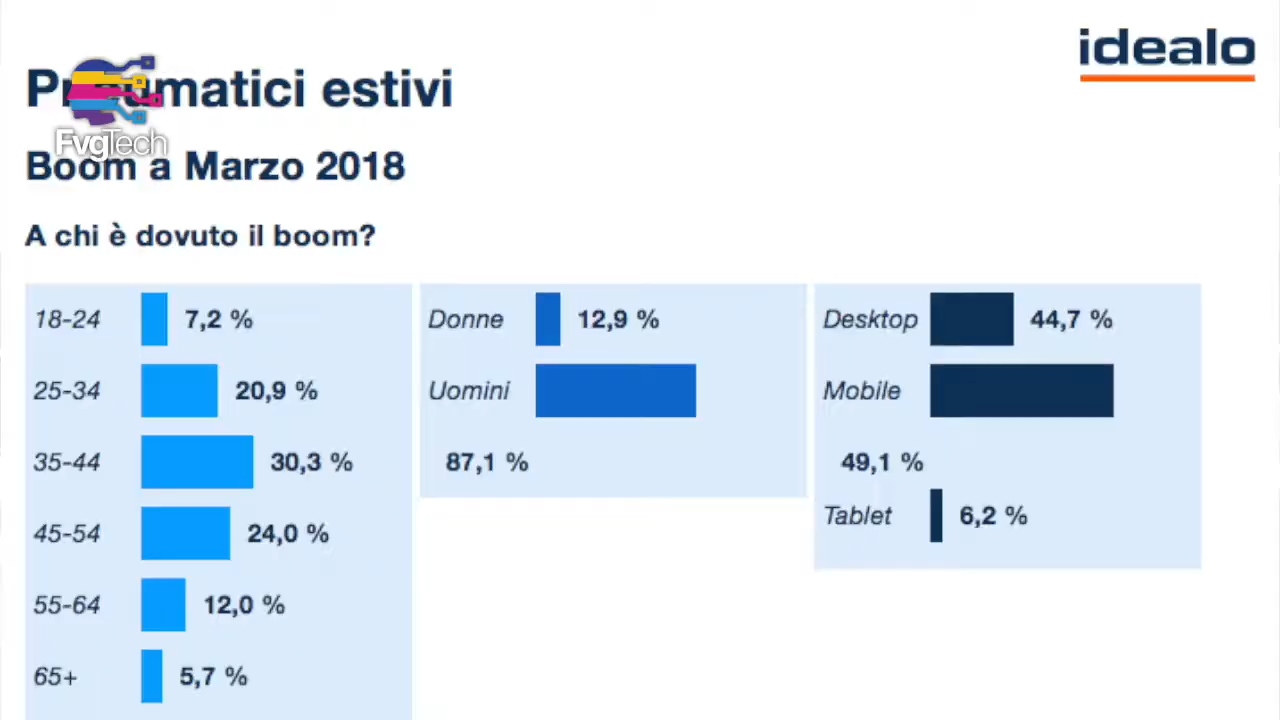 idealo
Pneumatici estivi
FvgTech
Boom a Marzo 2018
A chi è dovuto il boom?
18-24 7,2 %
25-34 20,9 %
35-44 30,3 %
45-54 24,0 %
55-64 12,0 %
65+ 5,7 %
Donne 12,9 %
Uomini
87,1 %
Desktop 44,7 %
Mobile
49,1 %
Tablet 6,2 %